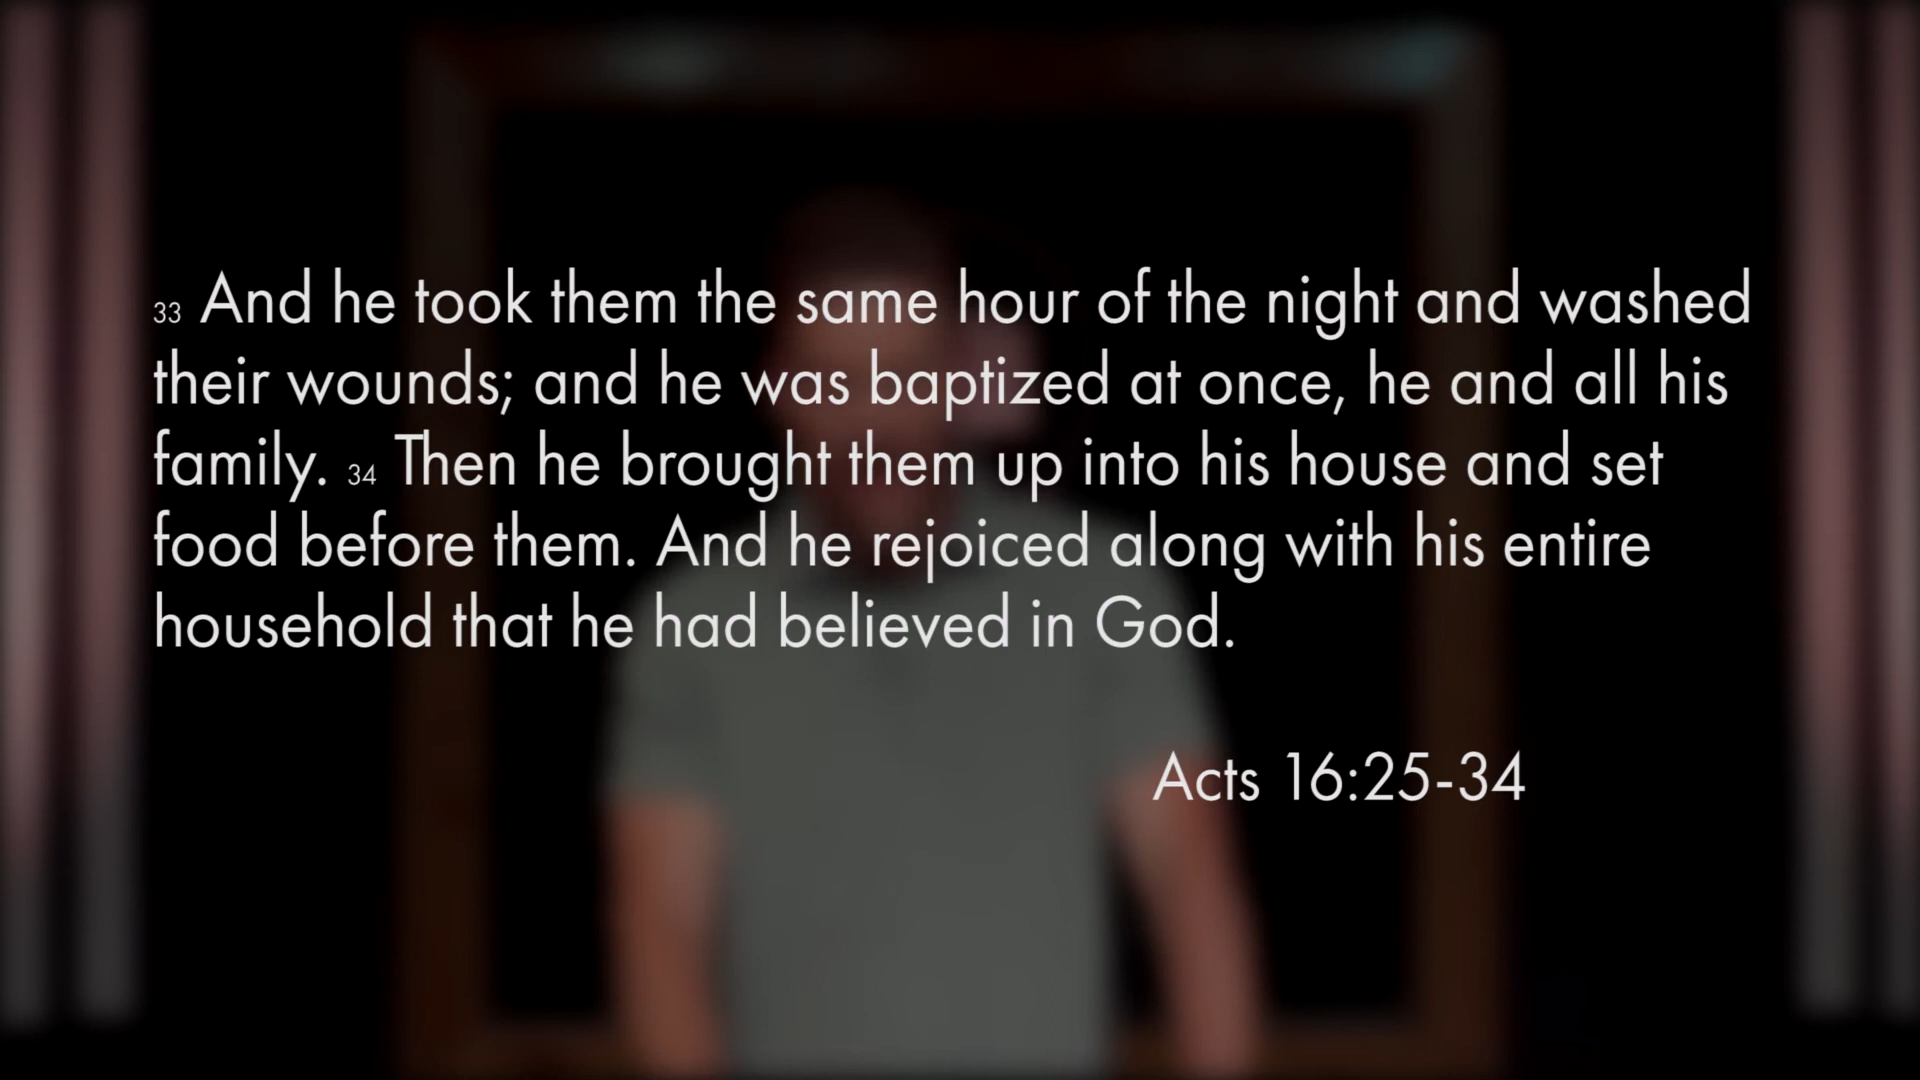 33 And he took them the same hour of the night and washed
their wounds; and he was baptized at once, he and all his
family. 34 Then he brought them up into his house and set
food before them. And he rejoiced along with his entire
household that he had believed in God.
Acts 16:25-34